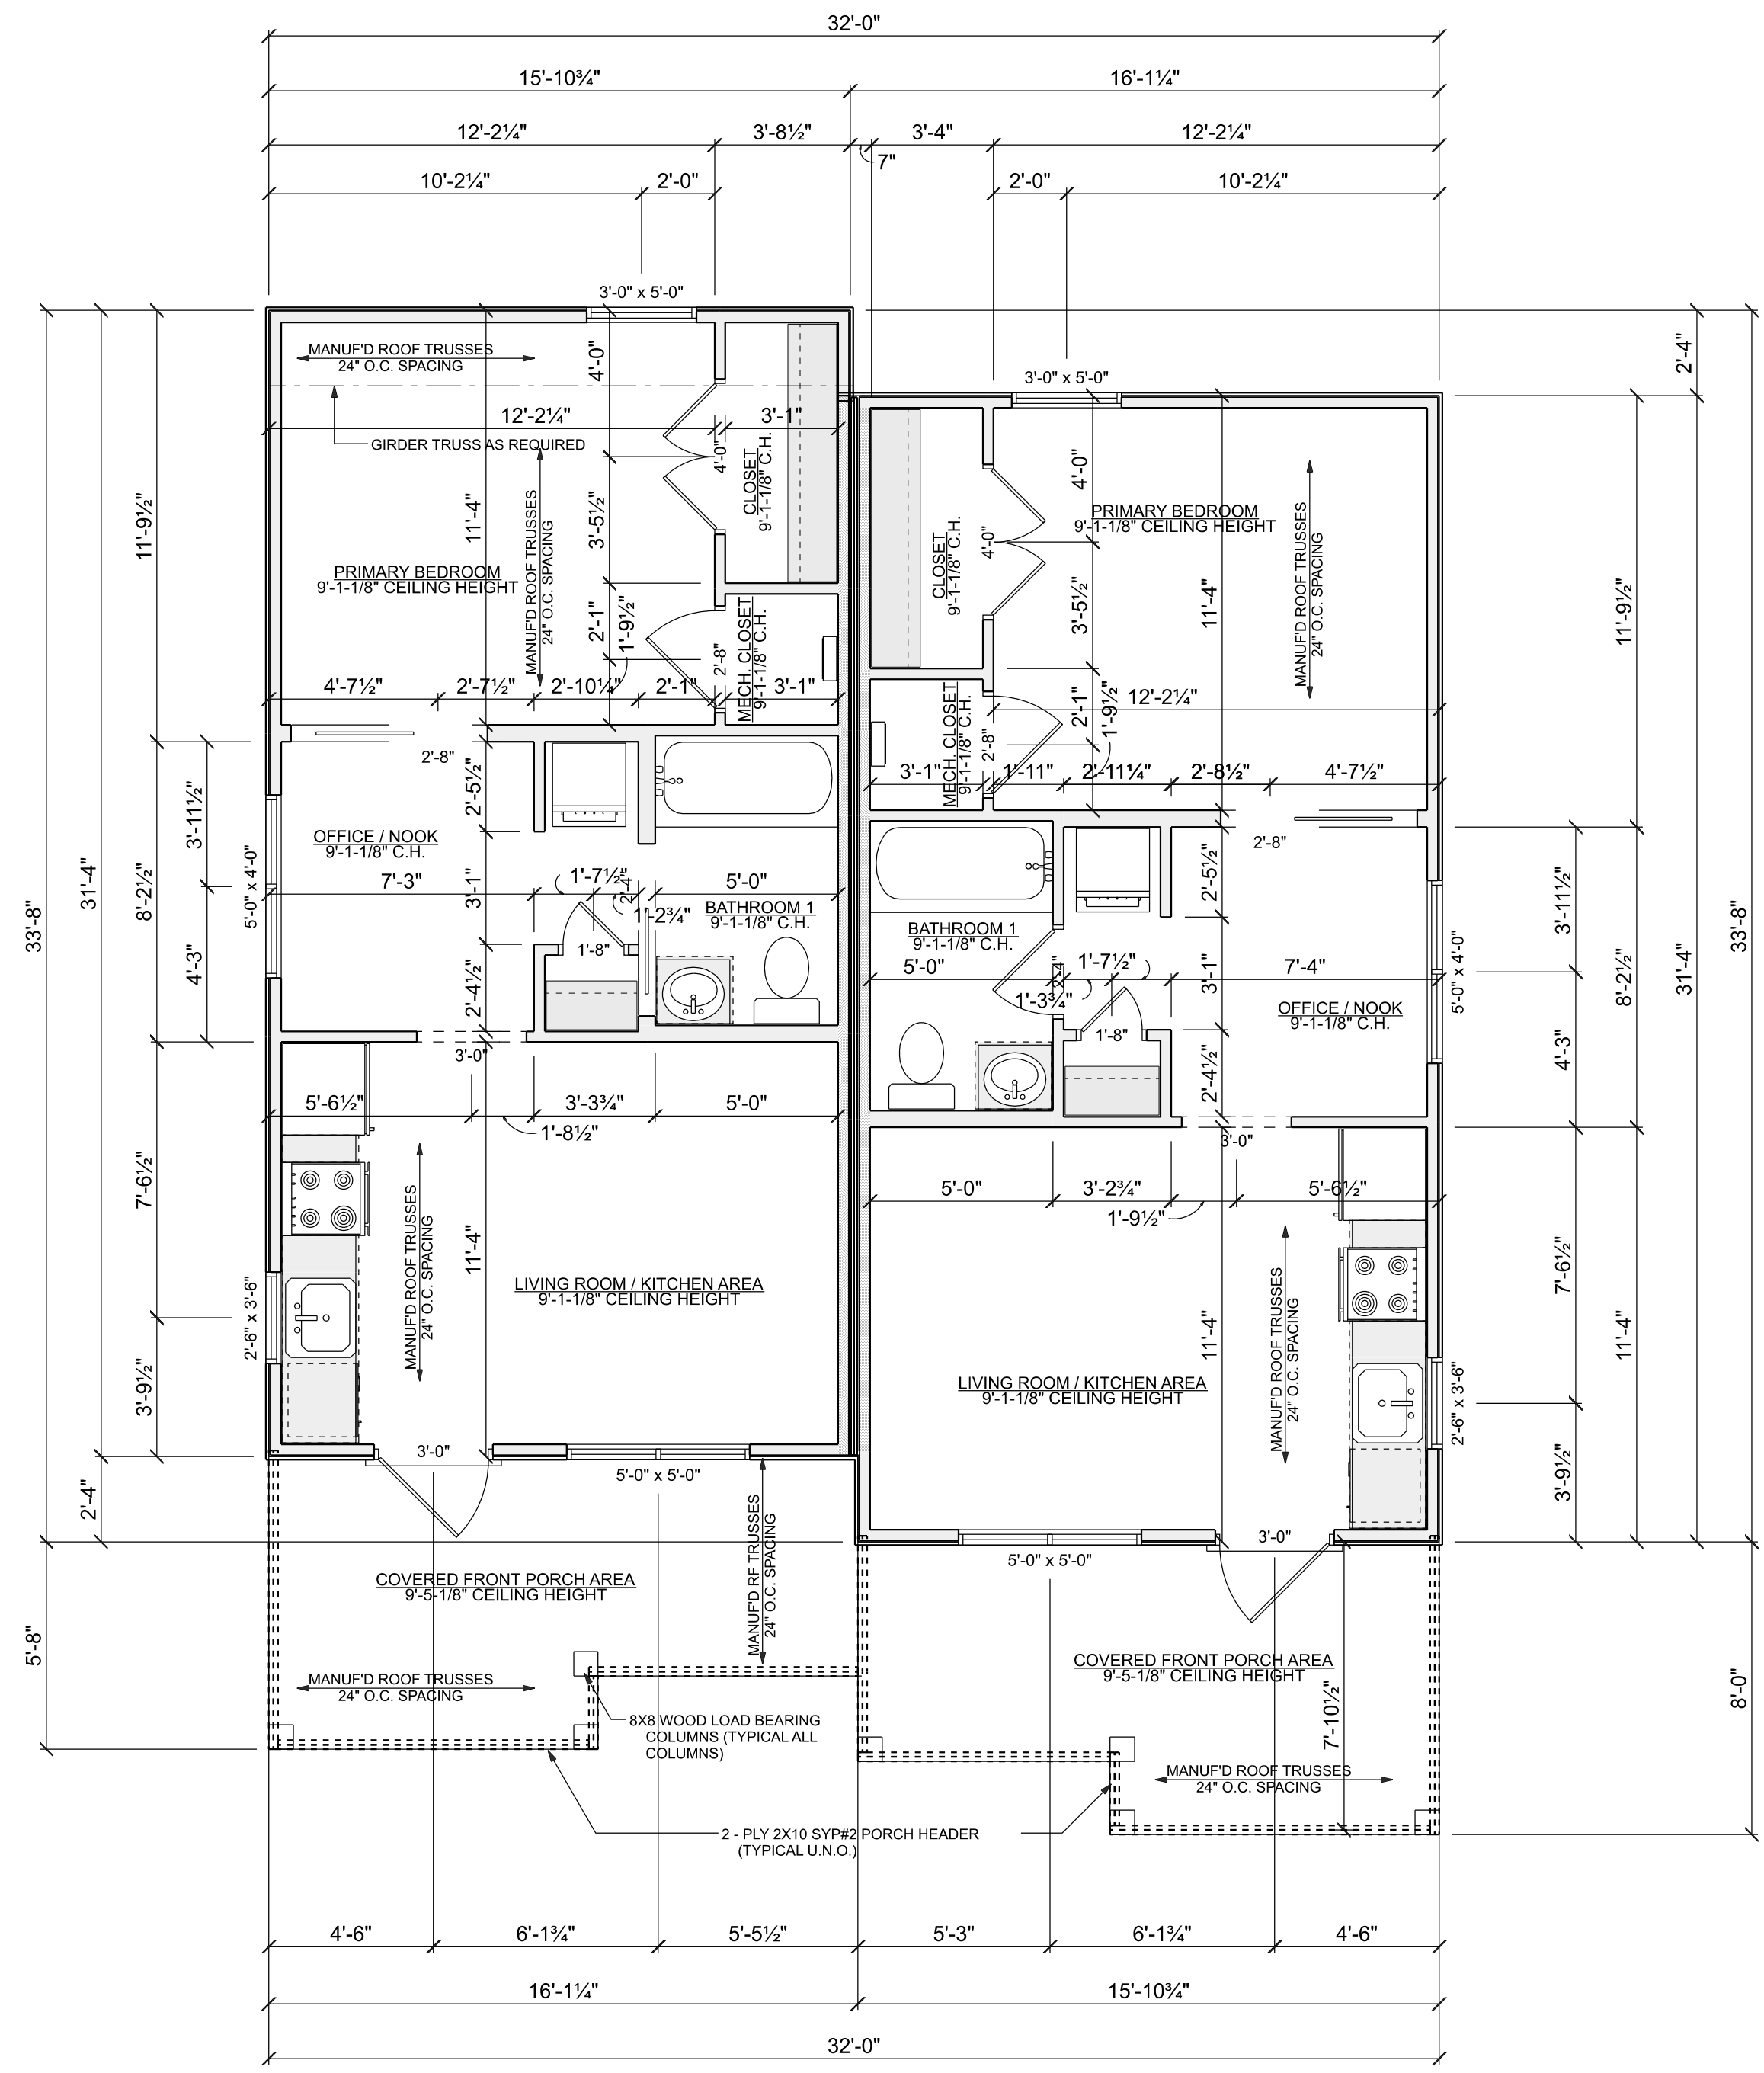 32'-0"
15'-10¾"
16'-1¼"
12'-2¼"
3'-8½"
3'-4"
12'-2¼"
7"
10'-2¼"
2'-0"
2'-0"
10'-2¼"
3'-0" x 5'-0"
MANUF'D ROOF TRUSSES
24" O.C. SPACING
4'-0"
2'-4"
3'-0" x 5'-0"
12'-2¼"
3'-1"
GIRDER TRUSS AS REQUIRED
4'-0"
CLOSET
9'-1-1/8" C.H.
4'-0"
11'-9½"
11'-4"
MANUF'D ROOF TRUSSES
24" O.C. SPACING
3'-5½"
PRIMARY BEDROOM
9'-1-1/8" CEILING HEIGHT
4'-0"
CLOSET
9'-1-1/8" C.H.
MANUF'D ROOF TRUSSES
24" O.C. SPACING
PRIMARY BEDROOM
9'-1-1/8" CEILING HEIGHT
3'-5½"
11'-4"
11'-9½"
2'-1"
1'-9½"
2'-8"
MECH. CLOSET
9'-1-1/8" C.H.
4'-7½"
2'-7½"
2'-10¼"
2'-1"
3'-1"
MECH. CLOSET
9'-1-1/8" C.H.
2'-8"
2'-1"
1'-9½"
12'-2¼"
2'-8"
3'-1"
1'-11"
2'-11¼"
2'-8½"
4'-7½"
2'-5½"
3'-11½"
OFFICE / NOOK
9'-1-1/8" C.H.
2'-8"
5'-0" x 4'-0"
7'-3"
3'-1"
1'-7½"
2'-4"
1'-2¾"
5'-0"
BATHROOM 1
9'-1-1/8" C.H.
2'-5½"
3'-11½"
8'-2½"
31'-4"
33'-8"
BATHROOM 1
9'-1-1/8" C.H.
1'-8"
4'-3"
2'-4½"
5'-0"
2'-4"
1'-7½"
1'-3¾"
3'-1"
7'-4"
5'-0" x 4'-0"
8'-2½"
31'-4"
33'-8"
OFFICE / NOOK
9'-1-1/8" C.H.
1'-8"
4'-3"
3'-0"
2'-4½"
5'-6½"
3'-3¾"
5'-0"
1'-8½"
3'-0"
7'-6½"
5'-0"
3'-2¾"
5'-6½"
1'-9½"
MANUF'D ROOF TRUSSES
24" O.C. SPACING
11'-4"
LIVING ROOM / KITCHEN AREA
9'-1-1/8" CEILING HEIGHT
7'-6½"
2'-6" x 3'-6"
11'-4"
MANUF'D ROOF TRUSSES
24" O.C. SPACING
11'-4"
3'-9½"
LIVING ROOM / KITCHEN AREA
9'-1-1/8" CEILING HEIGHT
2'-6" x 3'-6"
3'-0"
5'-0" x 5'-0"
3'-9½"
2'-4"
MANUF'D RF TRUSSES
24" O.C. SPACING
3'-0"
5'-0" x 5'-0"
COVERED FRONT PORCH AREA
9'-5-1/8" CEILING HEIGHT
5'-8"
COVERED FRONT PORCH AREA
9'-5-1/8" CEILING HEIGHT
MANUF'D ROOF TRUSSES
24" O.C. SPACING
8'-0"
7'-10½"
8X8 WOOD LOAD BEARING
COLUMNS (TYPICAL ALL
COLUMNS)
MANUF'D ROOF TRUSSES
24" O.C. SPACING
2 - PLY 2X10 SYP#2 PORCH HEADER
(TYPICAL U.N.O.)
4'-6"
6'-1¾"
5'-5½"
5'-3"
6'-1¾"
4'-6"
16'-1¼"
15'-10¾"
32'-0"